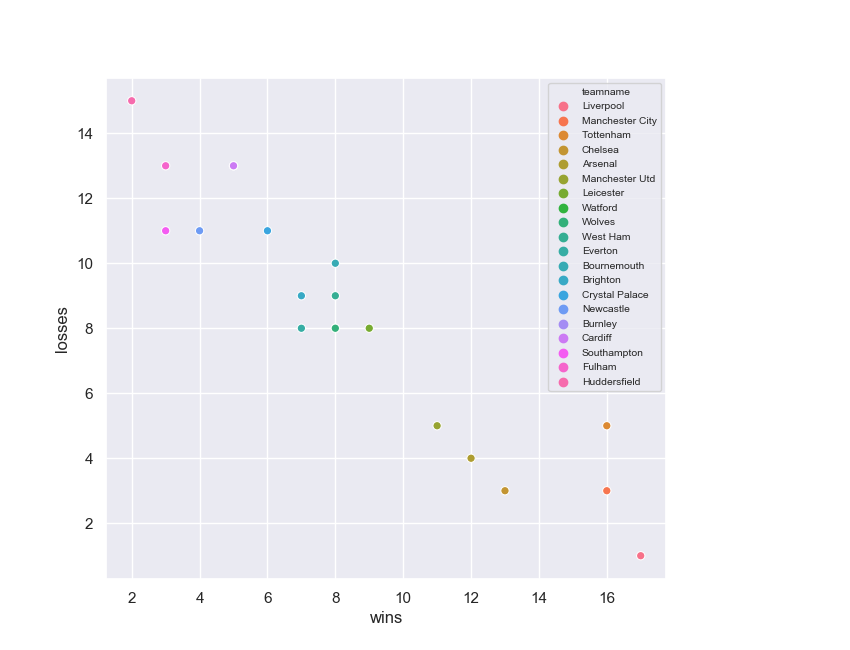 teamname
Liverpool
Manchester City
Tottenham
Chelsea
Arsenal
Manchester Utd
Leicester
Watford
Wolves
West Ham
Everton
Bournemouth
Brighton
Crystal Palace
Newcastle
Burnley
Cardiff
Southampton
Fulham
Huddersfield
losses
14
12
10
8
6
4
2
2 4 6 8 10 12 14 16
wins